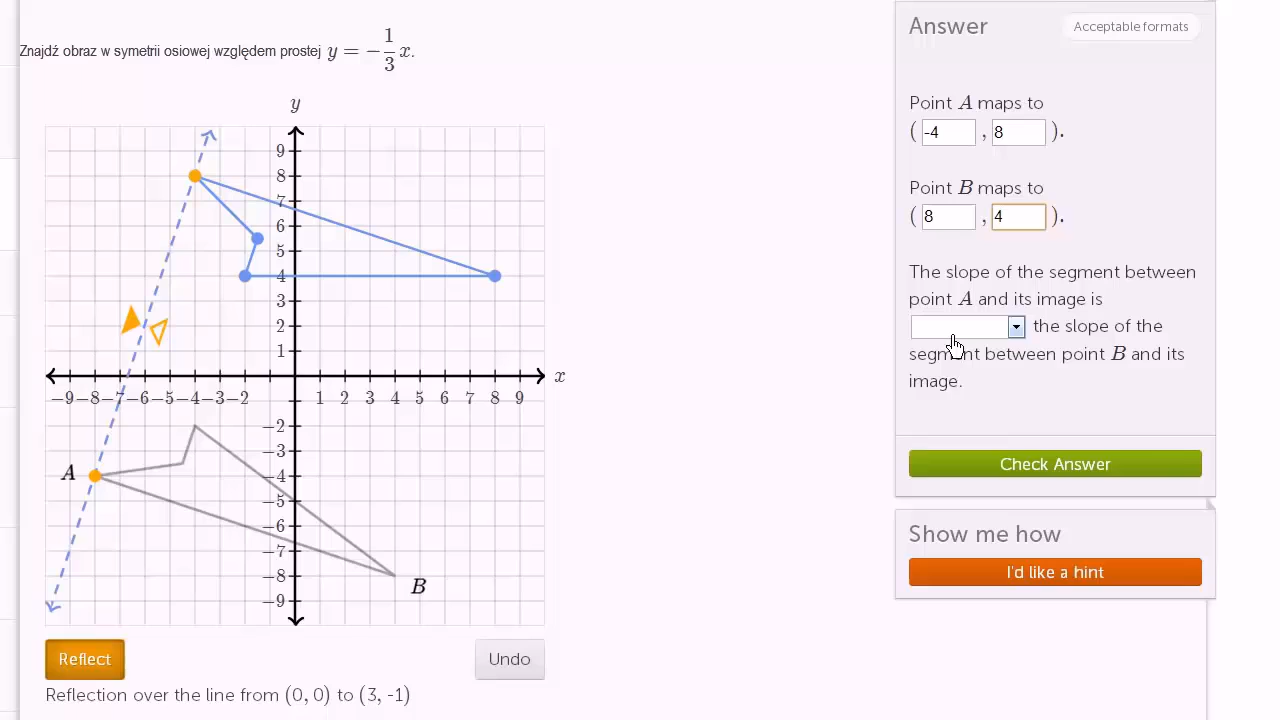 Znajdź obraz w symetrii osiowej względem prostej y = −1/3 x.
y
9
8
7
6
5
4
3
2
1
x
−9 −8 −7 −6 −5 −4 −3 −2 1 2 3 4 5 6 7 8 9
−2
−3
−4
−5
−6
−7
−8
−9
A
B
Reflect
Undo
Reflection over the line from (0, 0) to (3, -1)
Answer
Acceptable formats
Point A maps to
( -4 , 8 ).
Point B maps to
( 8 , 4 ).
The slope of the segment between
point A and its image is
the slope of the
segment between point B and its
image.
Check Answer
Show me how
I'd like a hint